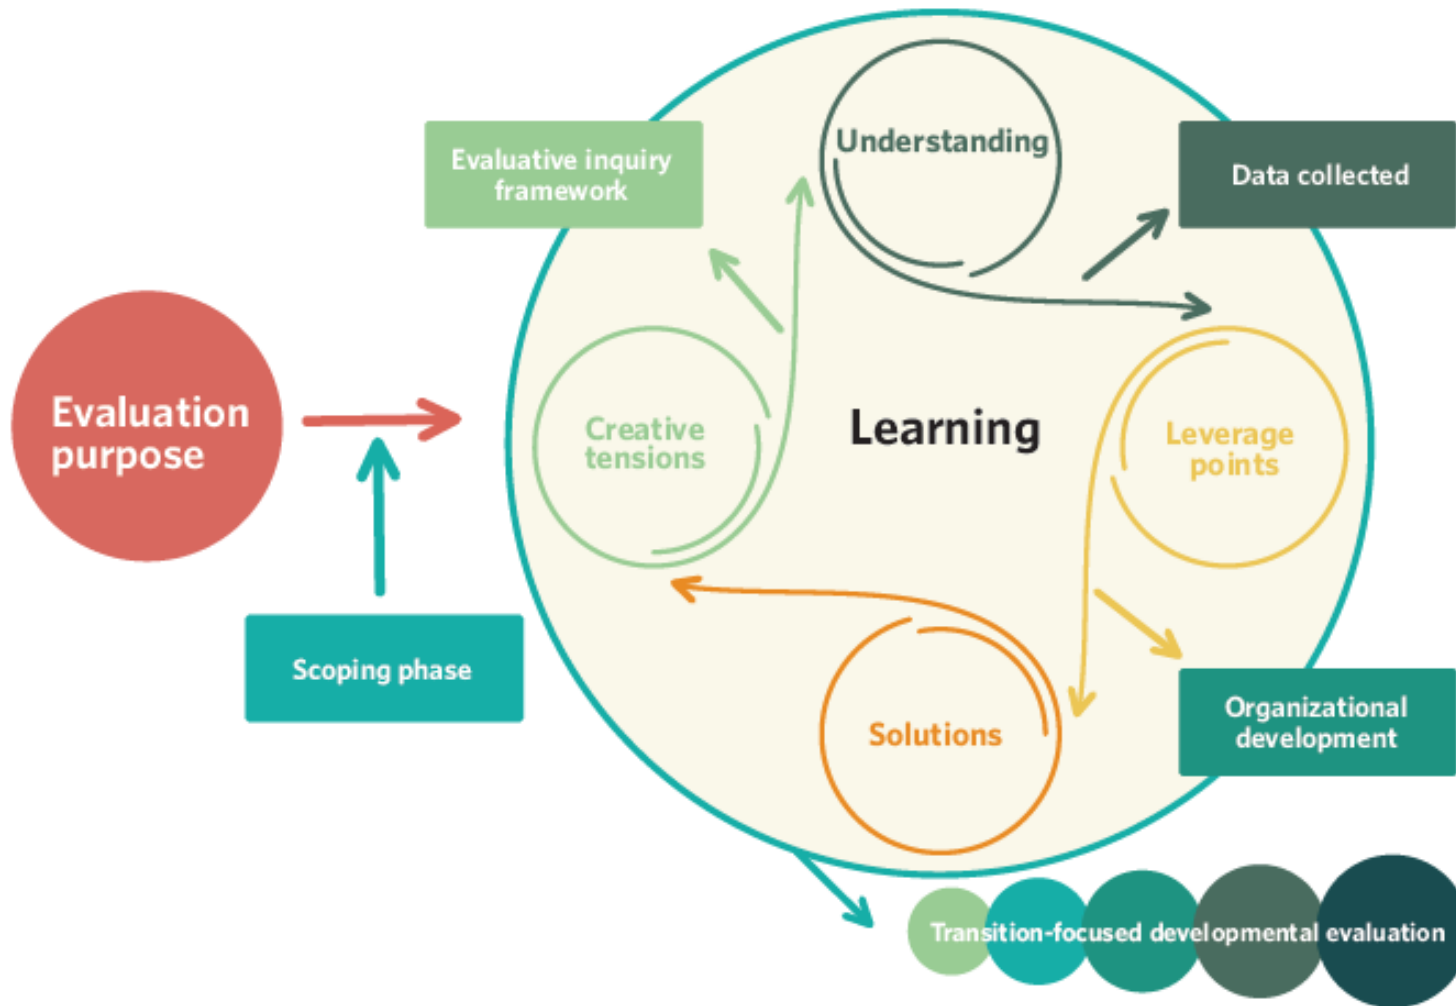 Understanding
Evaluative inquiry
framework
Data collected
Evaluation
purpose
Creative
tensions
Learning
Leverage
points
Scoping phase
Solutions
Organizational
development
Transition-focused developmental evaluation